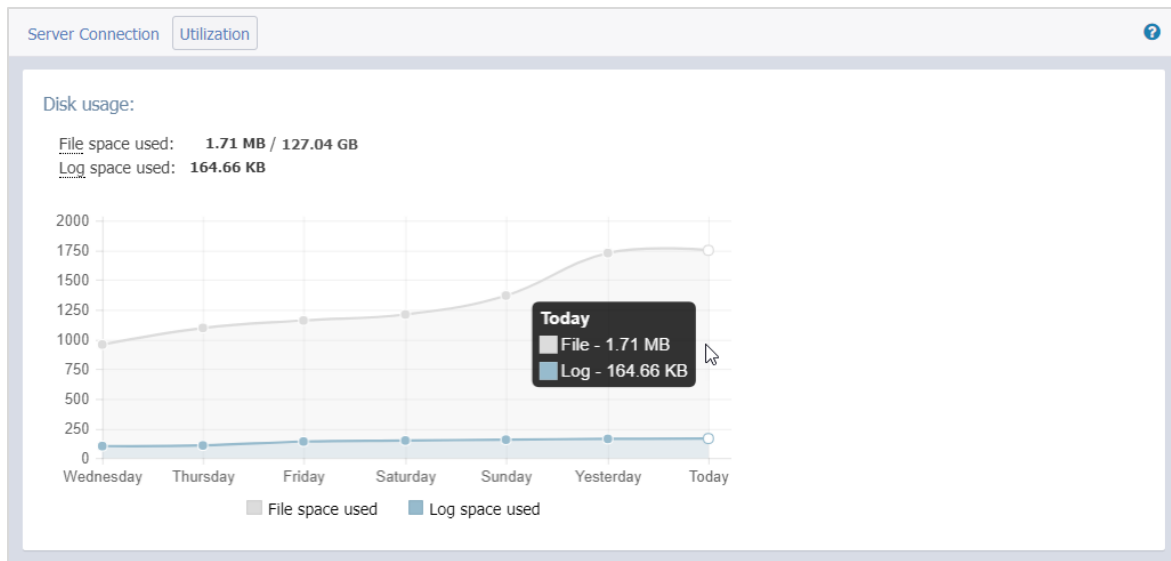 Server Connection Utilization ?
Disk usage:
File space used: 1.71 MB / 127.04 GB
Log space used: 164.66 KB
2000
1750
1500
1250
1000
750
500
250
0
Today
File - 1.71 MB
Log - 164.66 KB
Wednesday Thursday Friday Saturday Sunday Yesterday Today
File space used Log space used